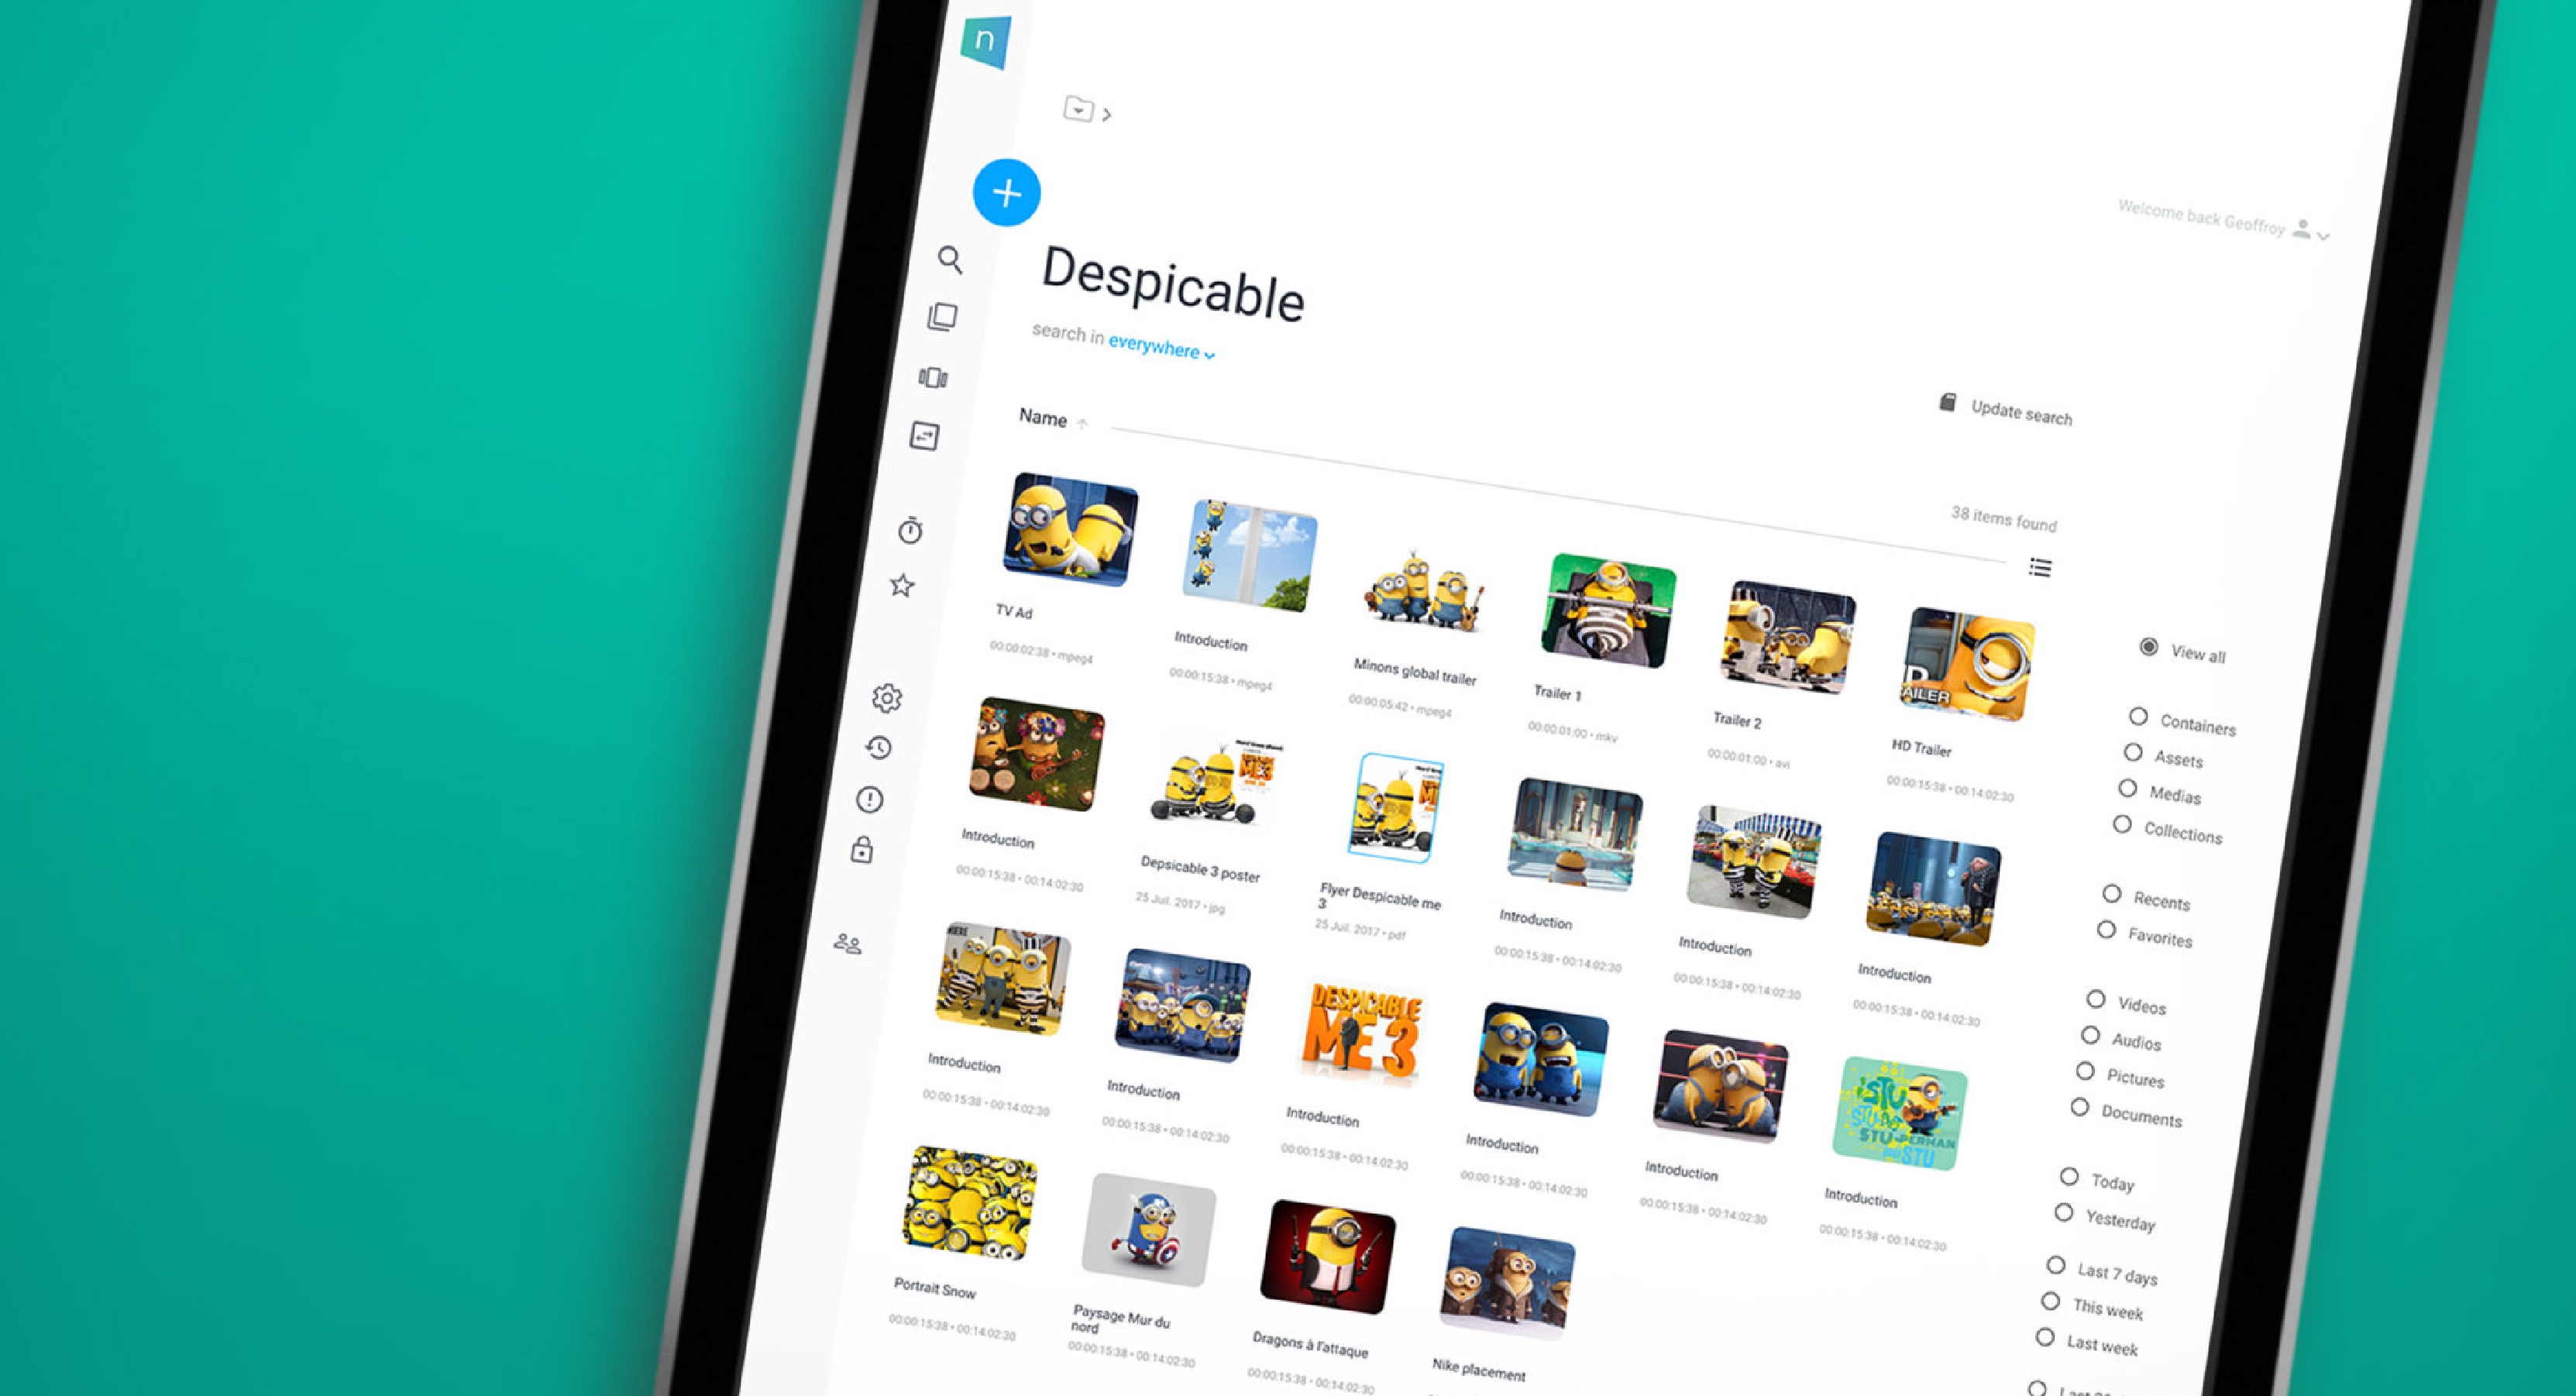 n
Welcome back Geoffroy
Despicable
search in everywhere
Update search
Name
38 items found
TV Ad
00:00:02:38 • mpeg4
Introduction
00:00:15:38 • mpeg4
Minons global trailer
00:00:05:42 • mpeg4
Trailer 1
00:00:01:00 • mkv
Trailer 2
00:00:01:00 • avi
AILER
HD Trailer
00:00:15:38 • 00:14:02:30
Introduction
00:00:15:38 • 00:14:02:30
ME3
Depsicable 3 poster
25 Juil. 2017 • jpg
Flyer Despicable me
3
25 Juil. 2017 • pdf
Introduction
00:00:15:38 • 00:14:02:30
Introduction
00:00:15:38 • 00:14:02:30
Introduction
00:00:15:38 • 00:14:02:30
Introduction
00:00:15:38 • 00:14:02:30
Introduction
00:00:15:38 • 00:14:02:30
DESPICABLE
ME 3
Introduction
00:00:15:38 • 00:14:02:30
Introduction
00:00:15:38 • 00:14:02:30
Introduction
00:00:15:38 • 00:14:02:30
STU
Introduction
00:00:15:38 • 00:14:02:30
Portrait Snow
00:00:15:38 • 00:14:02:30
Paysage Mur du
nord
00:00:15:38 • 00:14:02:30
Dragons à l'attaque
00:00:15:38 • 00:14:02:30
Nike placement
View all
Containers
Assets
Medias
Collections
Recents
Favorites
Videos
Audios
Pictures
Documents
Today
Yesterday
Last 7 days
This week
Last week